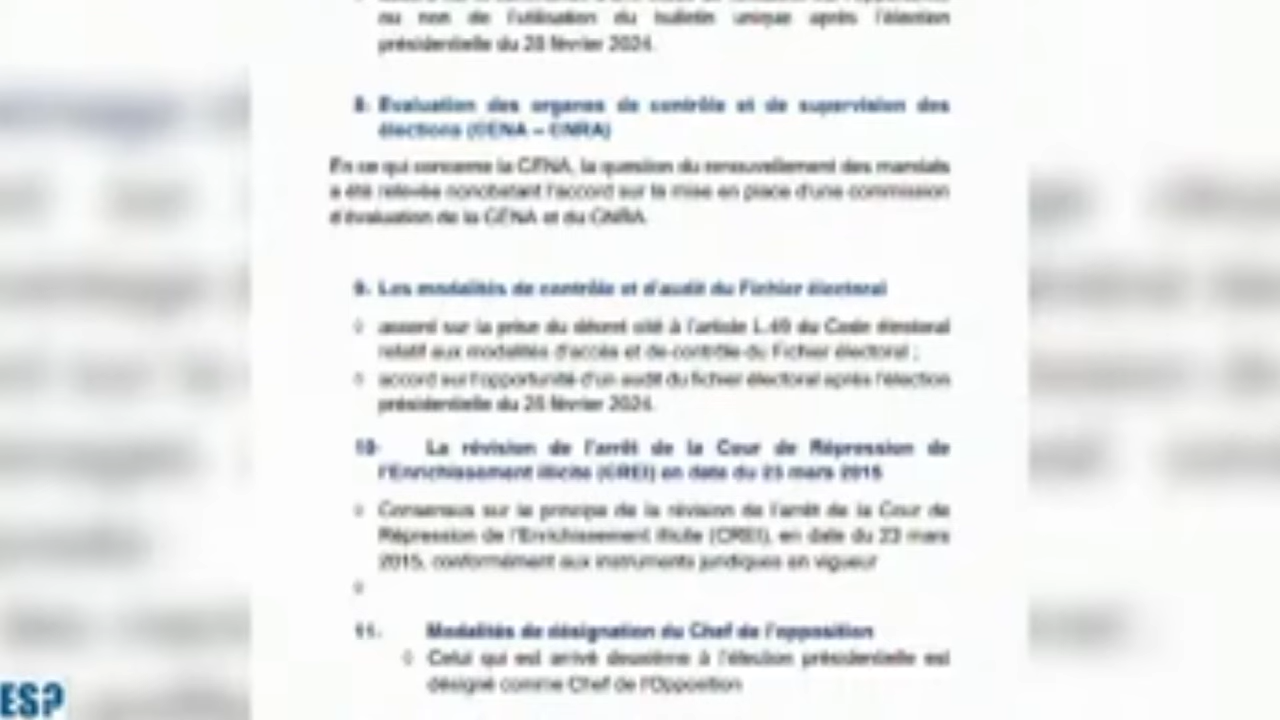 ou non de l'utilisation du bulletin unique après l'élection
présidentielle du 25 février 2024.
8- Evaluation des organes de contrôle et de supervision des
élections (CENA – CNRA)
En ce qui concerne la CENA, la question du renouvellement des mandats
a été relevée nonobstant l'accord sur la mise en place d'une commission
d'évaluation de la CENA et du CNRA.
9- Les modalités de contrôle et d'audit du Fichier électoral
◊ accord sur la prise du décret cité à l'article L.49 du Code électoral
relatif aux modalités d'accès et de contrôle du Fichier électoral ;
◊ accord sur l'opportunité d'un audit du fichier électoral après l'élection
présidentielle du 25 février 2024.
10- La révision de l'arrêt de la Cour de Répression de
l'Enrichissement illicite (CREI) en date du 23 mars 2015
◊ Consensus sur le principe de la révision de l'arrêt de la Cour de
Répression de l'Enrichissement illicite (CREI), en date du 23 mars
2015, conformément aux instruments juridiques en vigueur
◊
11. Modalités de désignation du Chef de l'opposition
◊ Celui qui est arrivé deuxième à l'élection présidentielle est
désigné comme Chef de l'Opposition
ES?